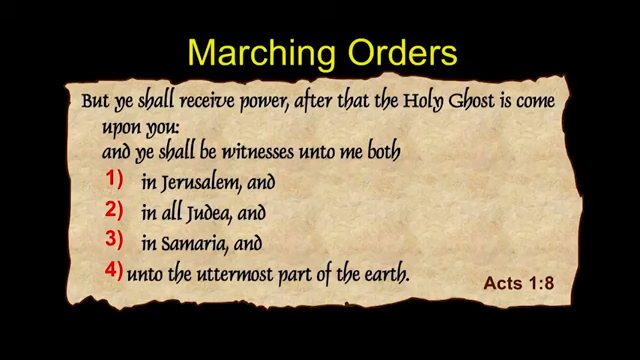 Marching Orders
But ye shall receive power, after that the Holy Ghost is come
upon you:
and ye shall be witnesses unto me both
1) in Jerusalem, and
2) in all Judea, and
3) in Samaria, and
4) unto the uttermost part of the earth.
Acts 1:8